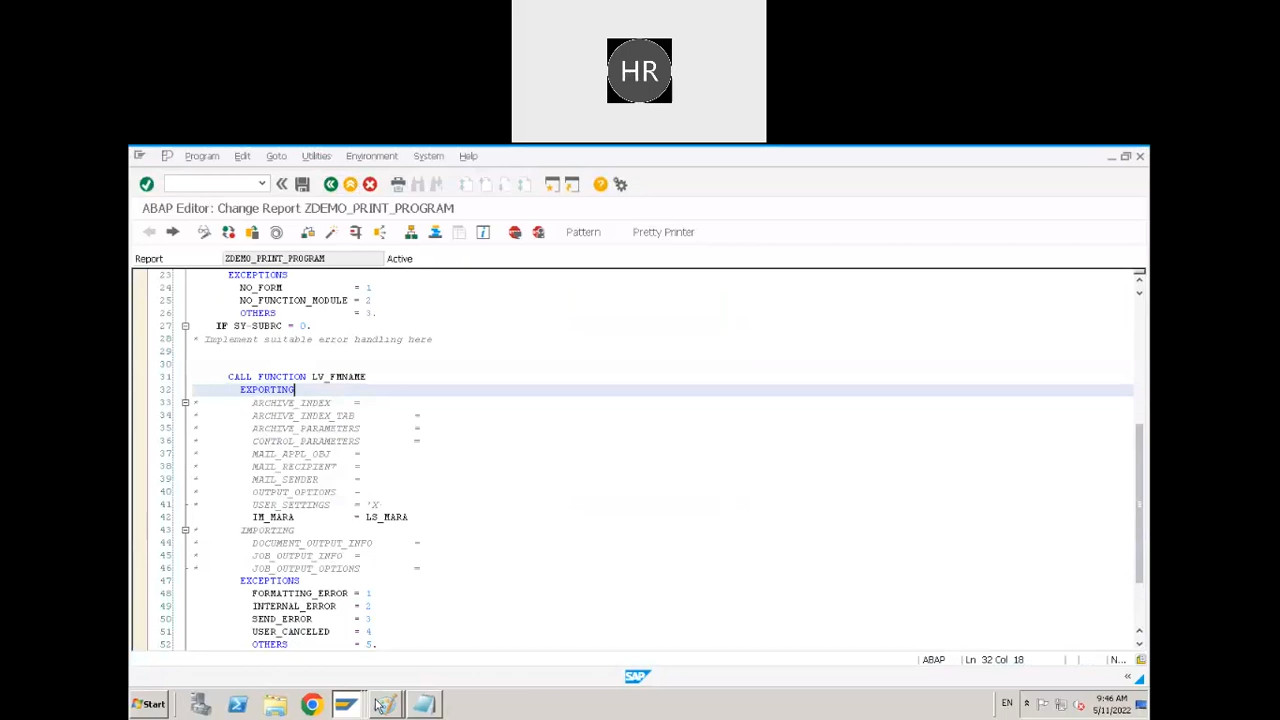 HR
Program Edit Goto Utilities Environment System Help
ABAP Editor: Change Report ZDEMO_PRINT_PROGRAM
Pattern Pretty Printer
Report ZDEMO_PRINT_PROGRAM Active
23 EXCEPTIONS
24 NO_FORM = 1
25 NO_FUNCTION_MODULE = 2
26 OTHERS = 3.
27 IF SY-SUBRC = 0.
28 * Implement suitable error handling here
29
30
31 CALL FUNCTION LV_FMNAME
32 EXPORTING
33 * ARCHIVE_INDEX =
34 * ARCHIVE_INDEX_TAB =
35 * ARCHIVE_PARAMETERS =
36 * CONTROL_PARAMETERS =
37 * MAIL_APPL_OBJ =
38 * MAIL_RECIPIENT =
39 * MAIL_SENDER =
40 * OUTPUT_OPTIONS =
41 * USER_SETTINGS = 'X'
42 IM_MARA = LS_MARA
43 * IMPORTING
44 * DOCUMENT_OUTPUT_INFO =
45 * JOB_OUTPUT_INFO =
46 * JOB_OUTPUT_OPTIONS =
47 EXCEPTIONS
48 FORMATTING_ERROR = 1
49 INTERNAL_ERROR = 2
50 SEND_ERROR = 3
51 USER_CANCELED = 4
52 OTHERS = 5.
ABAP Ln 32 Col 18 N...
SAP
Start EN 9:46 AM
5/11/2022